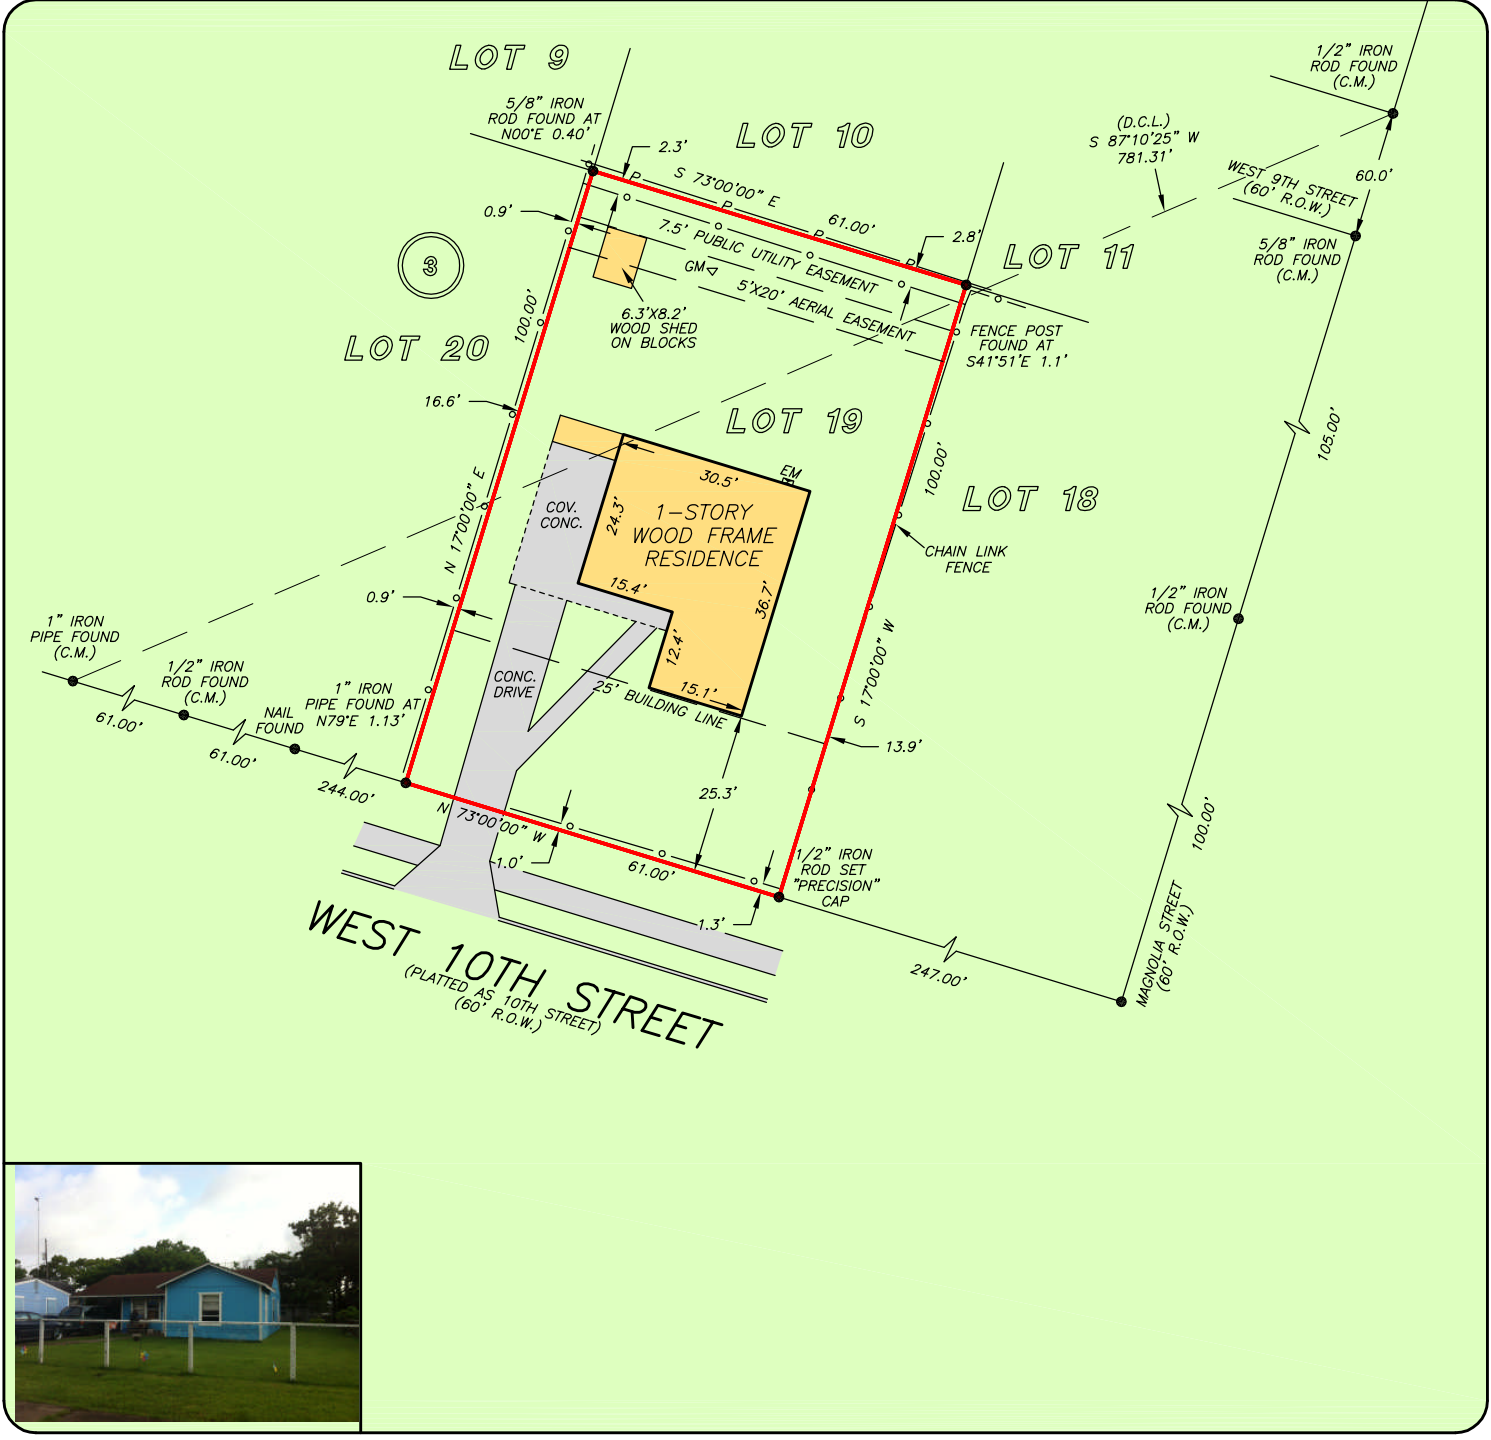 LOT 9
5/8" IRON
ROD FOUND AT
N00°E 0.40'
LOT 10
1/2" IRON
ROD FOUND
(C.M.)
(D.C.L.)
S 87°10'25" W
781.31'
2.3'
S 73°00'00" E
61.00'
WEST 9TH STREET
(60' R.O.W.)
60.0'
0.9'
2.8'
5/8" IRON
ROD FOUND
(C.M.)
P
P
P
P
7.5' PUBLIC UTILITY EASEMENT
LOT 11
3
GM
5'X20' AERIAL EASEMENT
6.3'X8.2'
WOOD SHED
ON BLOCKS
100.00'
FENCE POST
FOUND AT
S41°51'E 1.1'
LOT 20
16.6'
LOT 19
105.00'
30.5'
EM
100.00'
LOT 18
COV.
CONC.
24.3'
1-STORY
WOOD FRAME
RESIDENCE
N 17°00'00" E
CHAIN LINK
FENCE
15.4'
36.7'
0.9'
1/2" IRON
ROD FOUND
(C.M.)
1" IRON
PIPE FOUND
(C.M.)
12.4'
S 17°00'00" W
1/2" IRON
ROD FOUND
(C.M.)
CONC.
DRIVE
15.1'
25' BUILDING LINE
1" IRON
PIPE FOUND AT
N79°E 1.13'
61.00'
NAIL
FOUND
61.00'
13.9'
244.00'
25.3'
N 73°00'00" W
100.00'
1.0'
61.00'
1/2" IRON
ROD SET
"PRECISION"
CAP
1.3'
247.00'
MAGNOLIA STREET
(60' R.O.W.)
WEST 10TH STREET
(PLATTED AS 10TH STREET)
(60' R.O.W.)